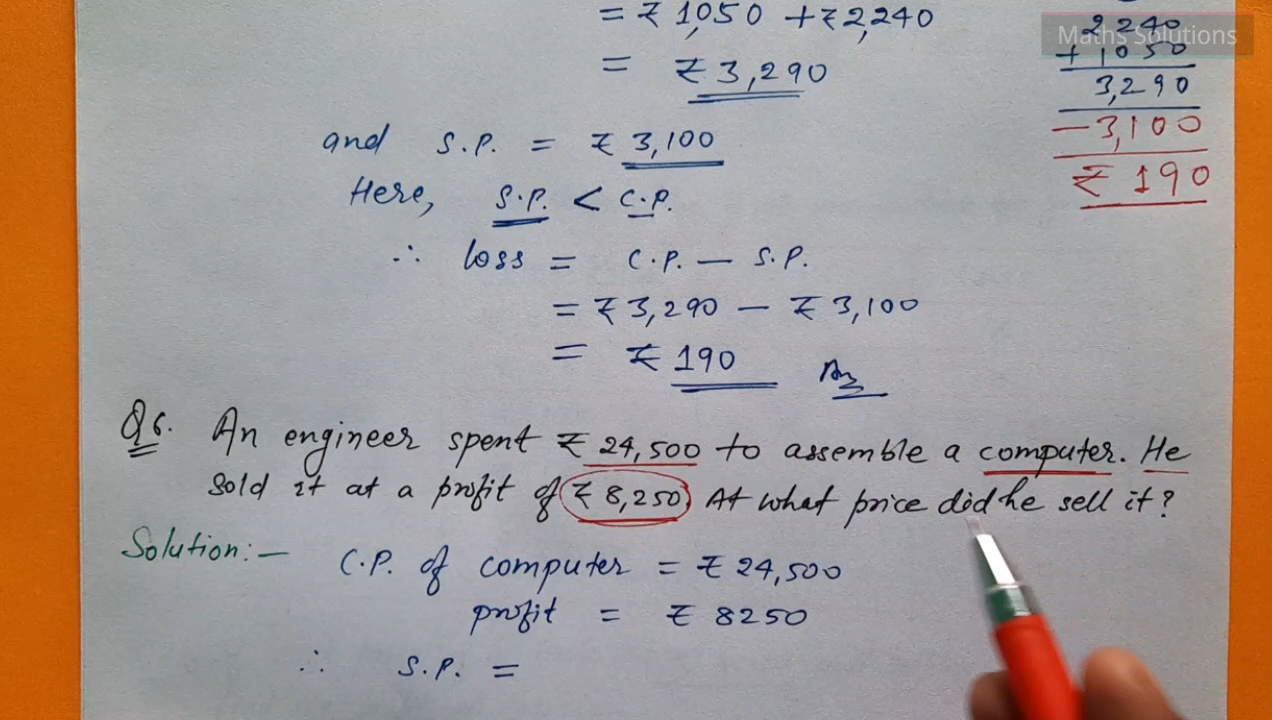 = ₹ 1,050 + ₹ 2,240
= ₹ 3,290
and S.P. = ₹ 3,100
Here, S.P. < C.P.
∴ loss = C.P. — S.P.
= ₹ 3,290 — ₹ 3,100
= ₹ 190 Ans
Maths Solutions
2 240
+ 1050
3,290
— 3,100
₹ 190
Q6. An engineer spent ₹ 24,500 to assemble a computer. He
sold it at a profit of ₹ 8,250 At what price did he sell it?
Solution:— C.P. of computer = ₹ 24,500
profit = ₹ 8250
∴ S.P. =